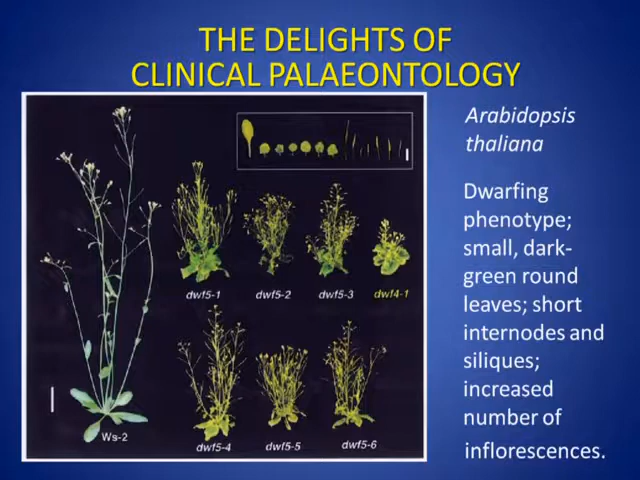 THE DELIGHTS OF
CLINICAL PALAEONTOLOGY
Arabidopsis
thaliana
Dwarfing
phenotype;
small, dark-
green round
leaves; short
internodes and
siliques;
increased
number of
inflorescences.
dwf5-1
dwf5-2
dwf5-3
dwf4-1
Ws-2
dwf5-4
dwf5-5
dwf5-6